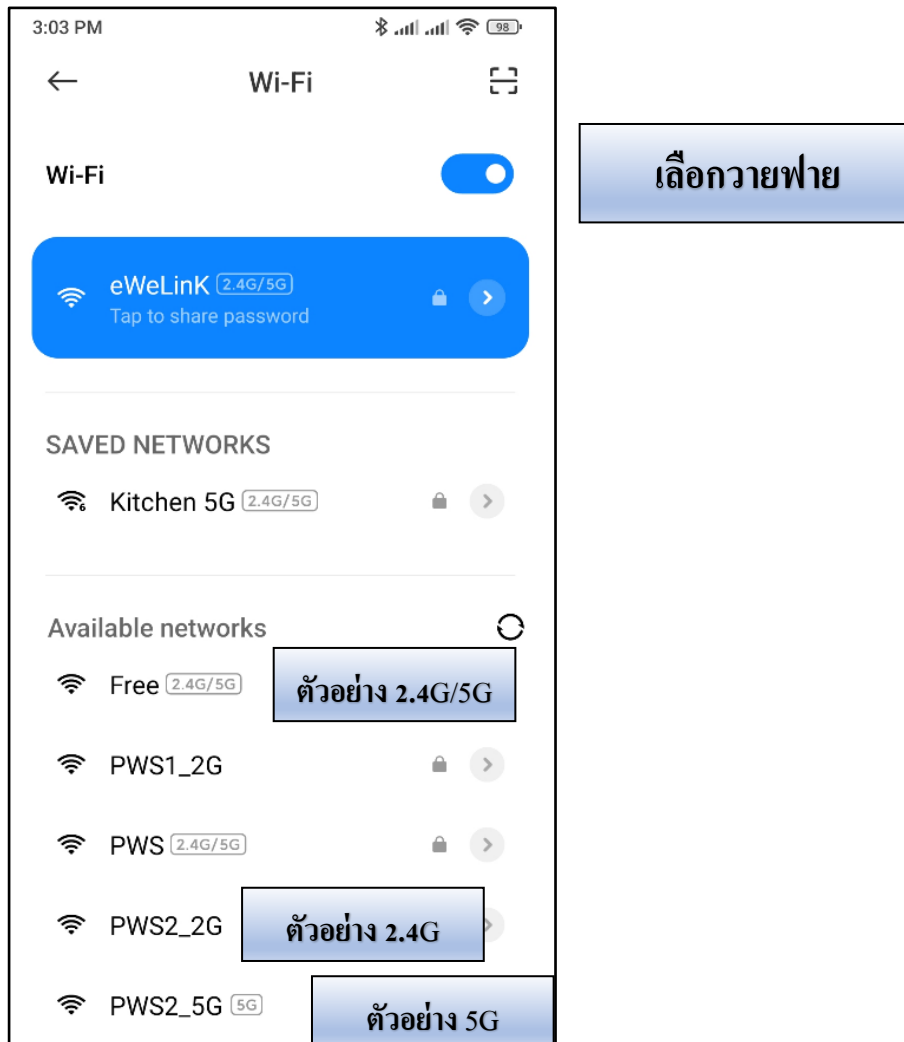 3:03 PM 98
Wi-Fi
เลือกวายฟาย
Wi-Fi
eWeLinK 2.4G/5G
Tap to share password
SAVED NETWORKS
6 Kitchen 5G 2.4G/5G
Available networks
Free 2.4G/5G
ตัวอย่าง 2.4G/5G
PWS1_2G
PWS 2.4G/5G
PWS2_2G
ตัวอย่าง 2.4G
PWS2_5G 5G
ตัวอย่าง 5G